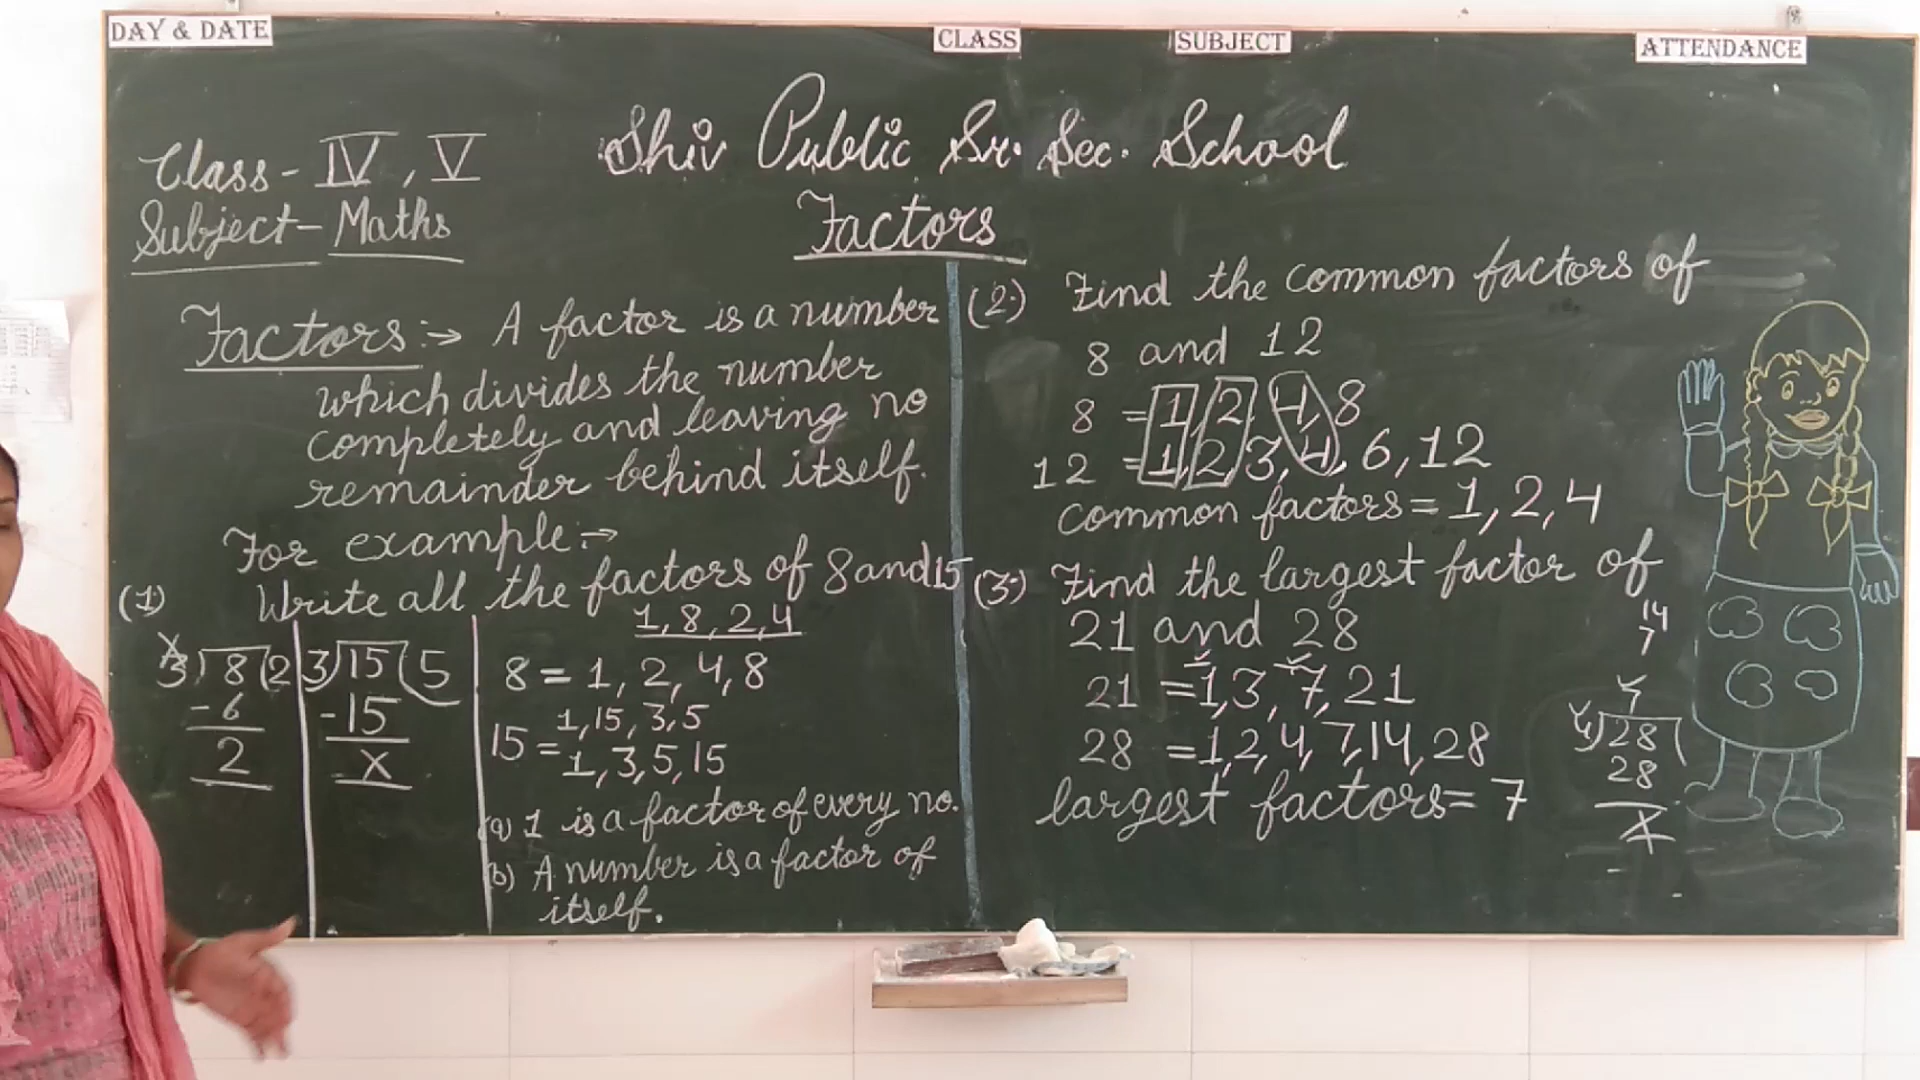 DAY & DATE
CLASS
SUBJECT
ATTENDANCE
Class - IV, V
Shiv Public Sr. Sec. School
Subject - Maths
Factors
Factors :→ A factor is a number
which divides the number
completely and leaving no
remainder behind itself.
For example :→
(1) Write all the factors of 8 and 15
3) 8 (2
- 6
2
3) 15 ( 5
- 15
x
1, 8, 2, 4
8 = 1, 2, 4, 8
1, 15, 3, 5
15 = 1, 3, 5, 15
(a) 1 is a factor of every no.
(b) A number is a factor of
itself.
(2.) Find the common factors of
8 and 12
8 = 1, 2, 4, 8
12 = 1, 2, 3, 4, 6, 12
common factors = 1, 2, 4
(3.) Find the largest factor of
21 and 28
21 = 1, 3, 7, 21
28 = 1, 2, 4, 7, 14, 28
largest factors = 7
14
7
28
28
x